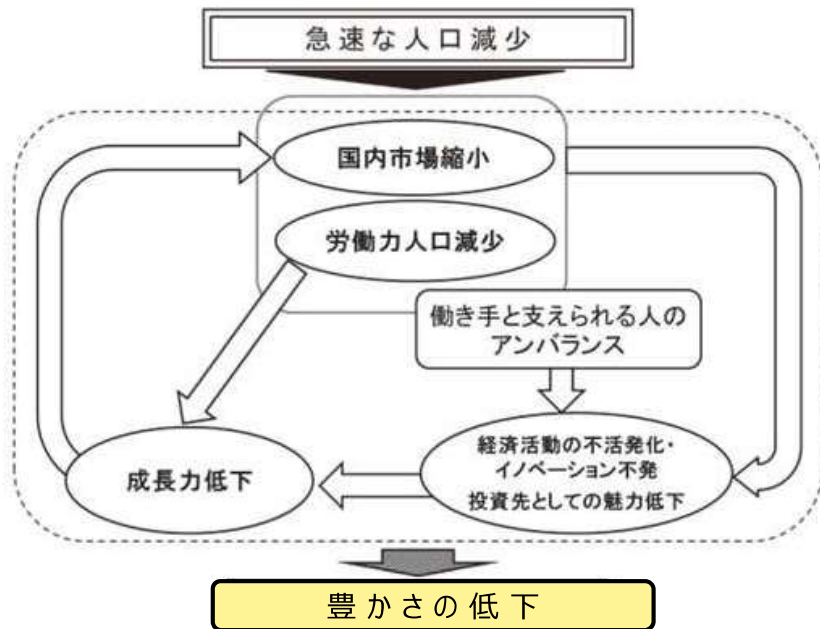 急速な人口減少
国内市場縮小
労働力人口減少
働き手と支えられる人の
アンバランス
経済活動の不活発化・
イノベーション不発
投資先としての魅力低下
成長力低下
豊かさの低下